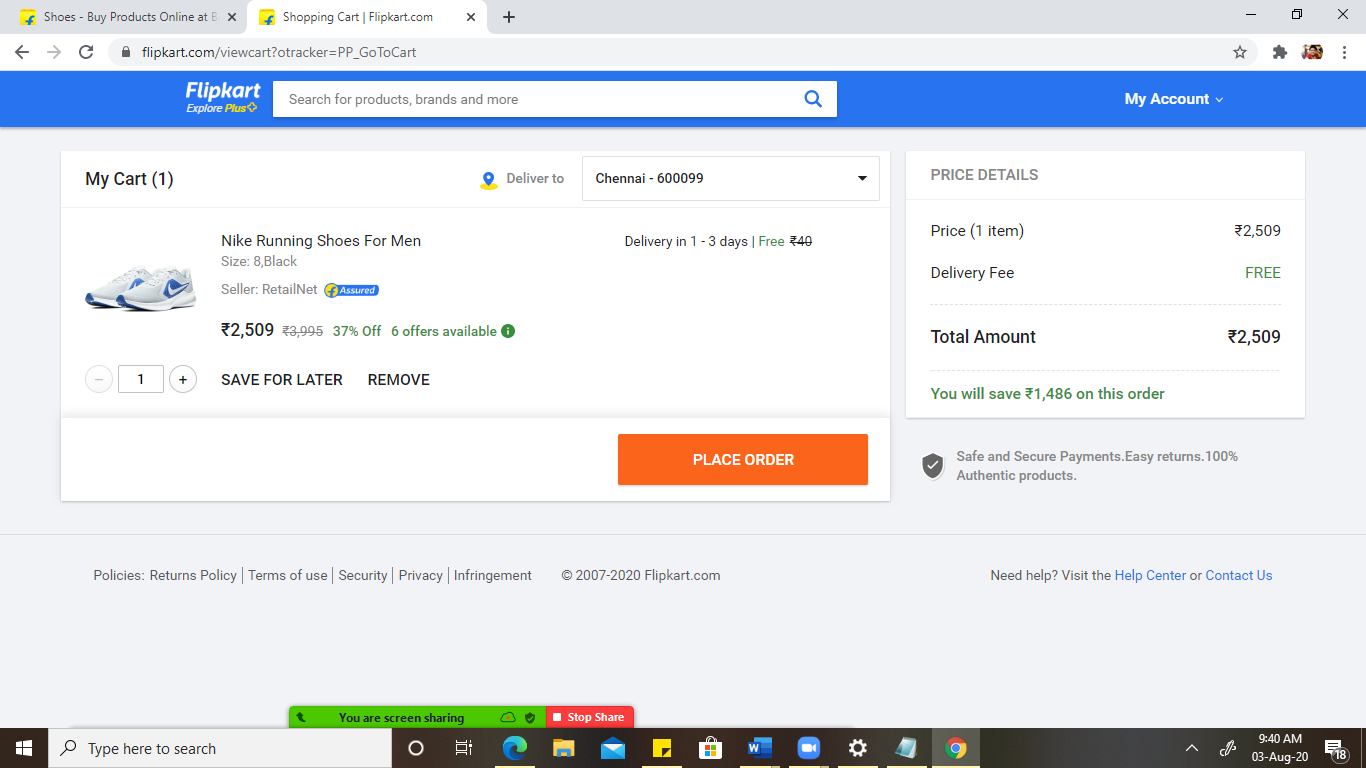 Shoes - Buy Products Online at B
Shopping Cart | Flipkart.com
flipkart.com/viewcart?otracker=PP_GoToCart
Flipkart
Explore Plus
Search for products, brands and more
My Account
My Cart (1)
Deliver to
Chennai - 600099
Nike Running Shoes For Men
Size: 8,Black
Seller: RetailNet
Assured
Delivery in 1 - 3 days | Free ₹40
₹2,509 ₹3,995 37% Off 6 offers available
1
SAVE FOR LATER
REMOVE
PLACE ORDER
PRICE DETAILS
Price (1 item) ₹2,509
Delivery Fee FREE
Total Amount ₹2,509
You will save ₹1,486 on this order
Safe and Secure Payments.Easy returns.100%
Authentic products.
Policies: Returns Policy | Terms of use | Security | Privacy | Infringement
© 2007-2020 Flipkart.com
Need help? Visit the Help Center or Contact Us
You are screen sharing
Stop Share
Type here to search
9:40 AM
03-Aug-20
18